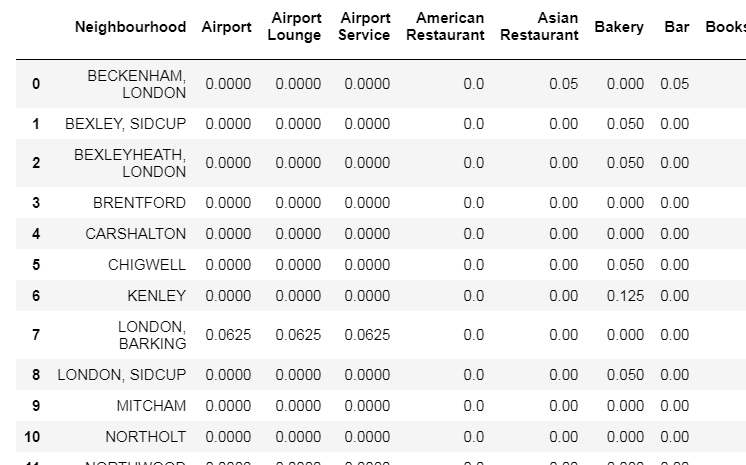 Neighbourhood Airport Airport Lounge Airport Service American Restaurant Asian Restaurant Bakery Bar
0 BECKENHAM, LONDON 0.0000 0.0000 0.0000 0.0 0.05 0.000 0.05
1 BEXLEY, SIDCUP 0.0000 0.0000 0.0000 0.0 0.00 0.050 0.00
2 BEXLEYHEATH, LONDON 0.0000 0.0000 0.0000 0.0 0.00 0.050 0.00
3 BRENTFORD 0.0000 0.0000 0.0000 0.0 0.00 0.000 0.00
4 CARSHALTON 0.0000 0.0000 0.0000 0.0 0.00 0.000 0.00
5 CHIGWELL 0.0000 0.0000 0.0000 0.0 0.00 0.050 0.00
6 KENLEY 0.0000 0.0000 0.0000 0.0 0.00 0.125 0.00
7 LONDON, BARKING 0.0625 0.0625 0.0625 0.0 0.00 0.000 0.00
8 LONDON, SIDCUP 0.0000 0.0000 0.0000 0.0 0.00 0.050 0.00
9 MITCHAM 0.0000 0.0000 0.0000 0.0 0.00 0.000 0.00
10 NORTHOLT 0.0000 0.0000 0.0000 0.0 0.00 0.000 0.00